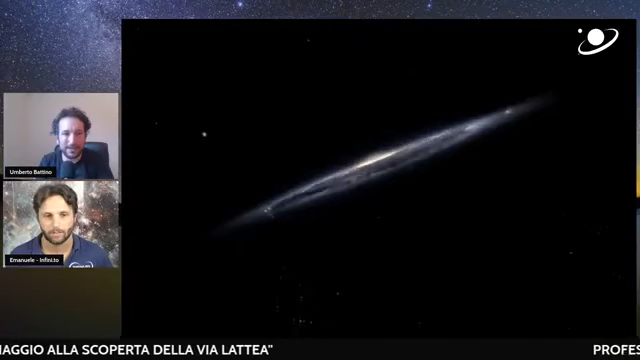 Umberto Battino
Emanuele - Infini.to
IAGGIO ALLA SCOPERTA DELLA VIA LATTEA" PROFES